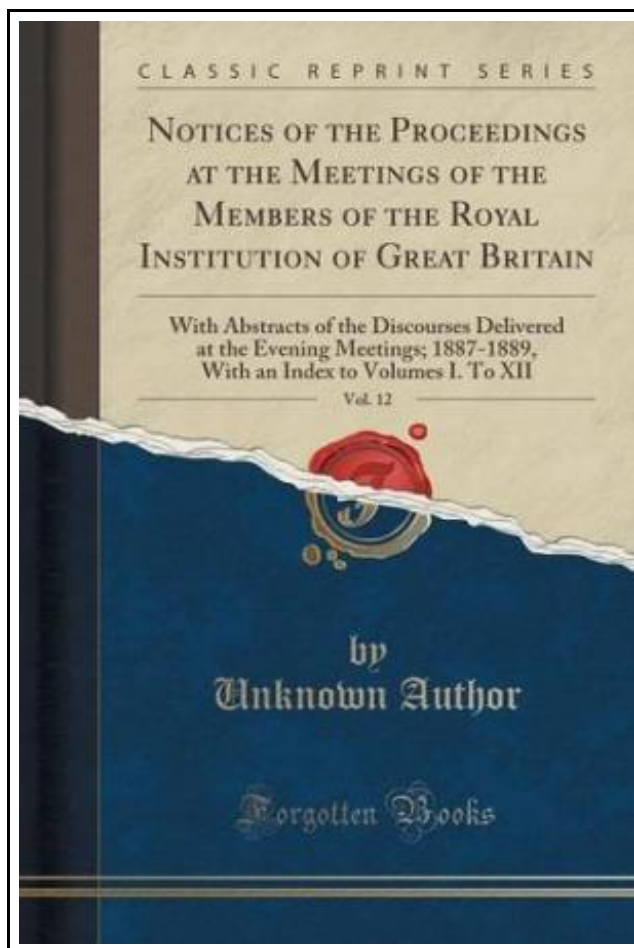 CLASSIC REPRINT SERIES
NOTICES OF THE PROCEEDINGS
AT THE MEETINGS OF THE
MEMBERS OF THE ROYAL
INSTITUTION OF GREAT BRITAIN
With Abstracts of the Discourses Delivered
at the Evening Meetings; 1887-1889,
With an Index to Volumes I. To XII
Vol. 12
by
Unknown Author
Forgotten Books